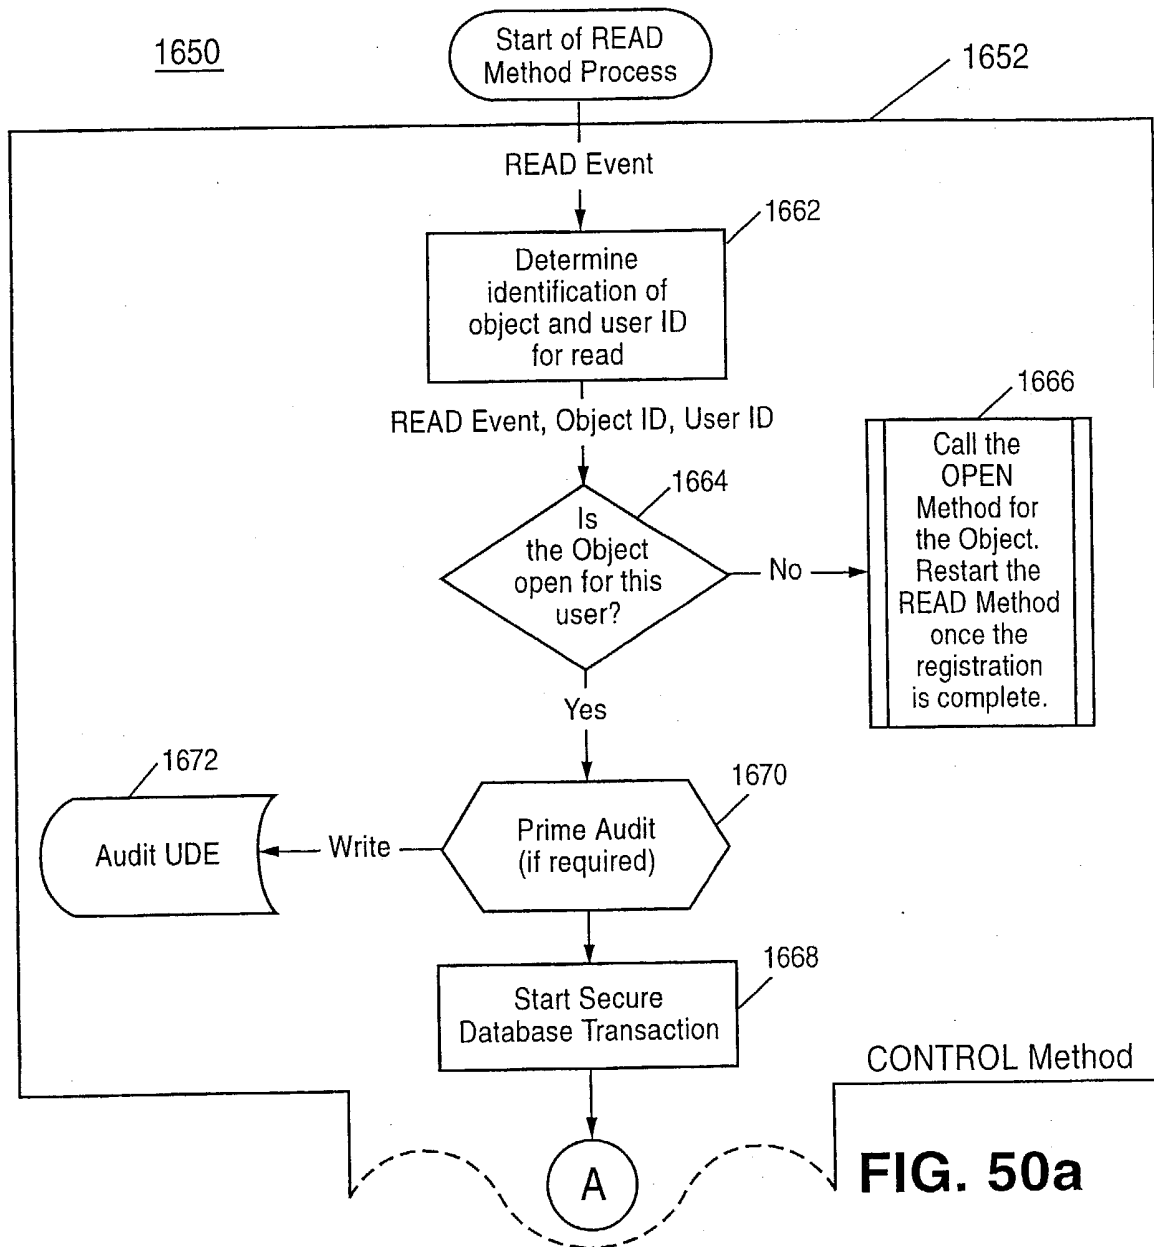 1650
Start of READ
Method Process
1652
READ Event
1662
Determine
identification of
object and user ID
for read
READ Event, Object ID, User ID
1664
Is
the Object
open for this
user?
No
1666
Call the
OPEN
Method for
the Object.
Restart the
READ Method
once the
registration
is complete.
Yes
1672
Audit UDE
Write
1670
Prime Audit
(if required)
1668
Start Secure
Database Transaction
CONTROL Method
A
FIG. 50a